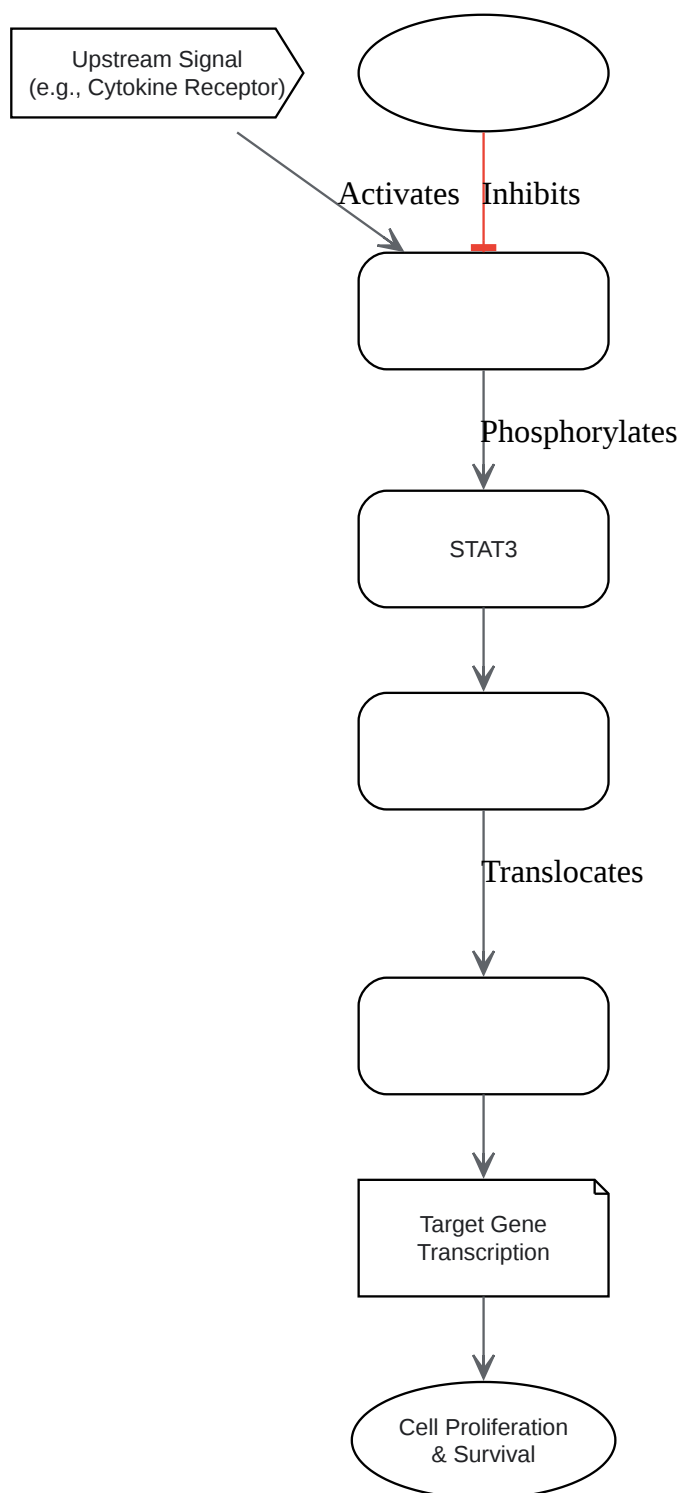 Upstream Signal
(e.g., Cytokine Receptor)
Activates
Inhibits
Phosphorylates
STAT3
Translocates
Target Gene
Transcription
Cell Proliferation
& Survival